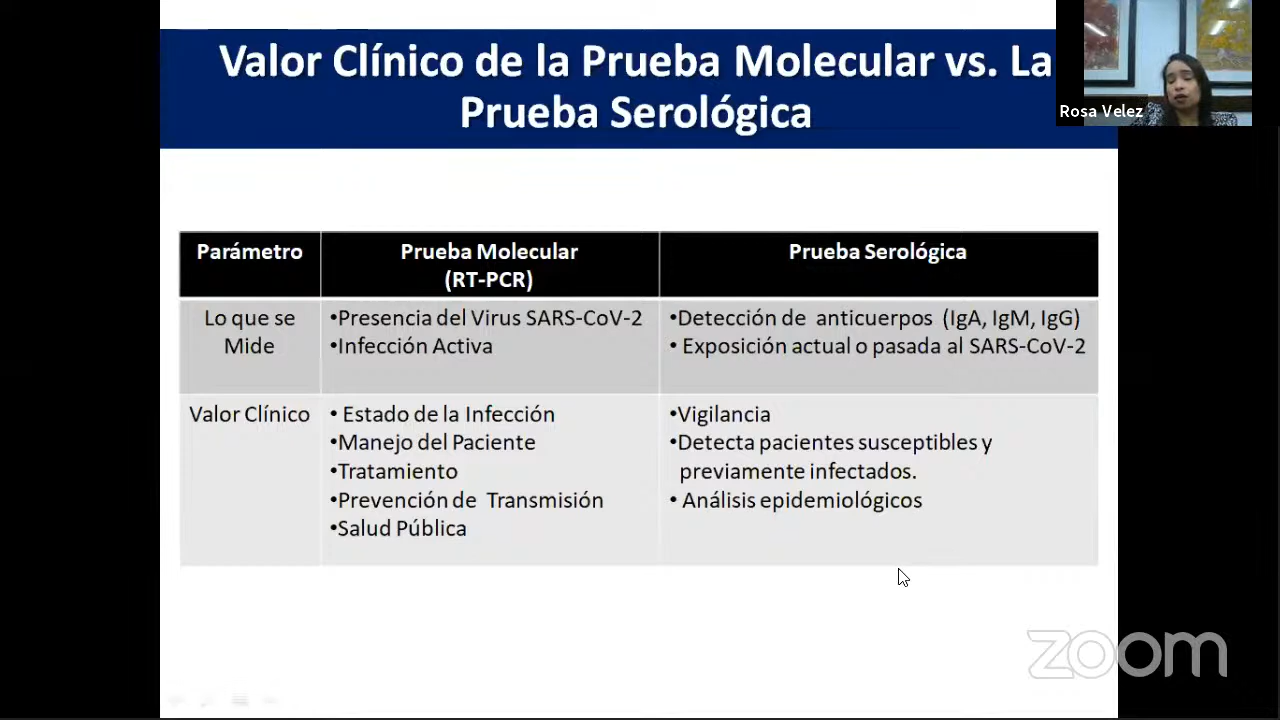 Valor Clínico de la Prueba Molecular vs. La
Prueba Serológica
Rosa Velez
Parámetro
Prueba Molecular
(RT-PCR)
Prueba Serológica
Lo que se
Mide
•Presencia del Virus SARS-CoV-2
•Infección Activa
•Detección de anticuerpos (IgA, IgM, IgG)
• Exposición actual o pasada al SARS-CoV-2
Valor Clínico
• Estado de la Infección
•Manejo del Paciente
•Tratamiento
•Prevención de Transmisión
•Salud Pública
•Vigilancia
•Detecta pacientes susceptibles y
previamente infectados.
• Análisis epidemiológicos
zoom